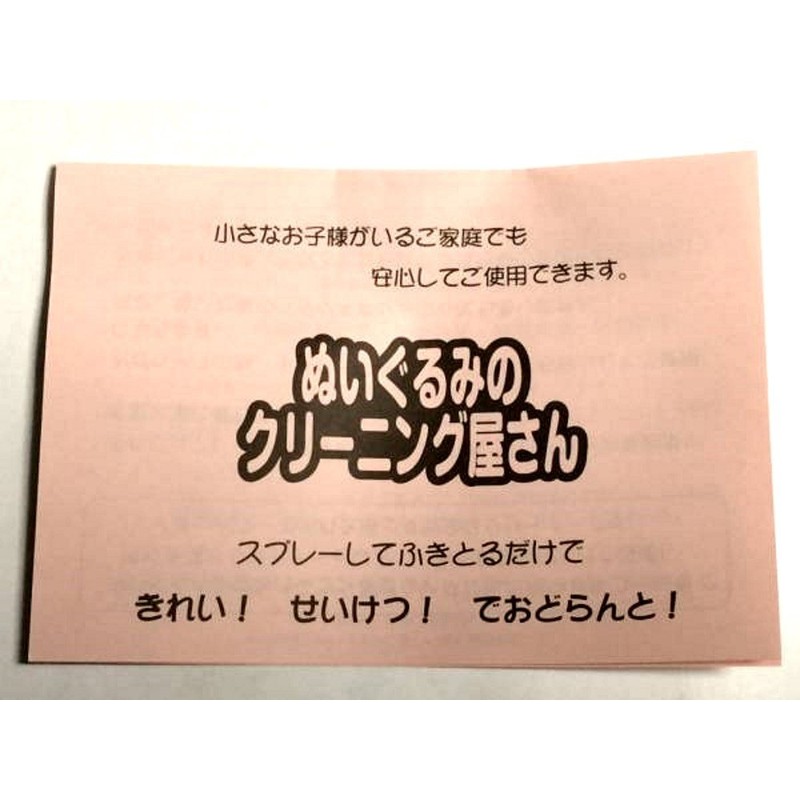 小さなお子様がいるご家庭でも
安心してご使用できます。
ぬいぐるみの
クリーニング屋さん
スプレーしてふきとるだけで
きれい！ せいけつ！ でおどらんと！